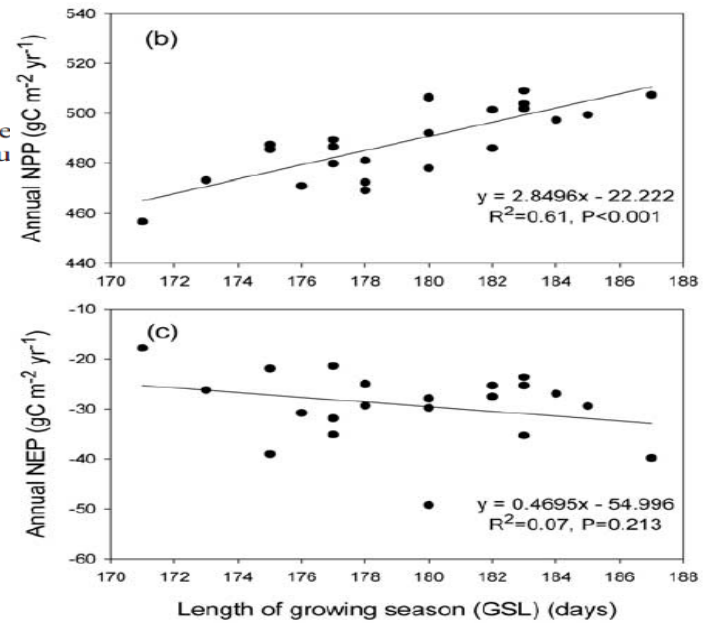 (b)
Annual NPP (gC m⁻² yr⁻¹)
540
520
500
480
460
440
y = 2.8496x - 22.222
R²=0.61, P<0.001
170 172 174 176 178 180 182 184 186 188
(c)
Annual NEP (gC m⁻² yr⁻¹)
-10
-20
-30
-40
-50
-60
y = 0.4695x - 54.996
R²=0.07, P=0.213
170 172 174 176 178 180 182 184 186 188
Length of growing season (GSL) (days)